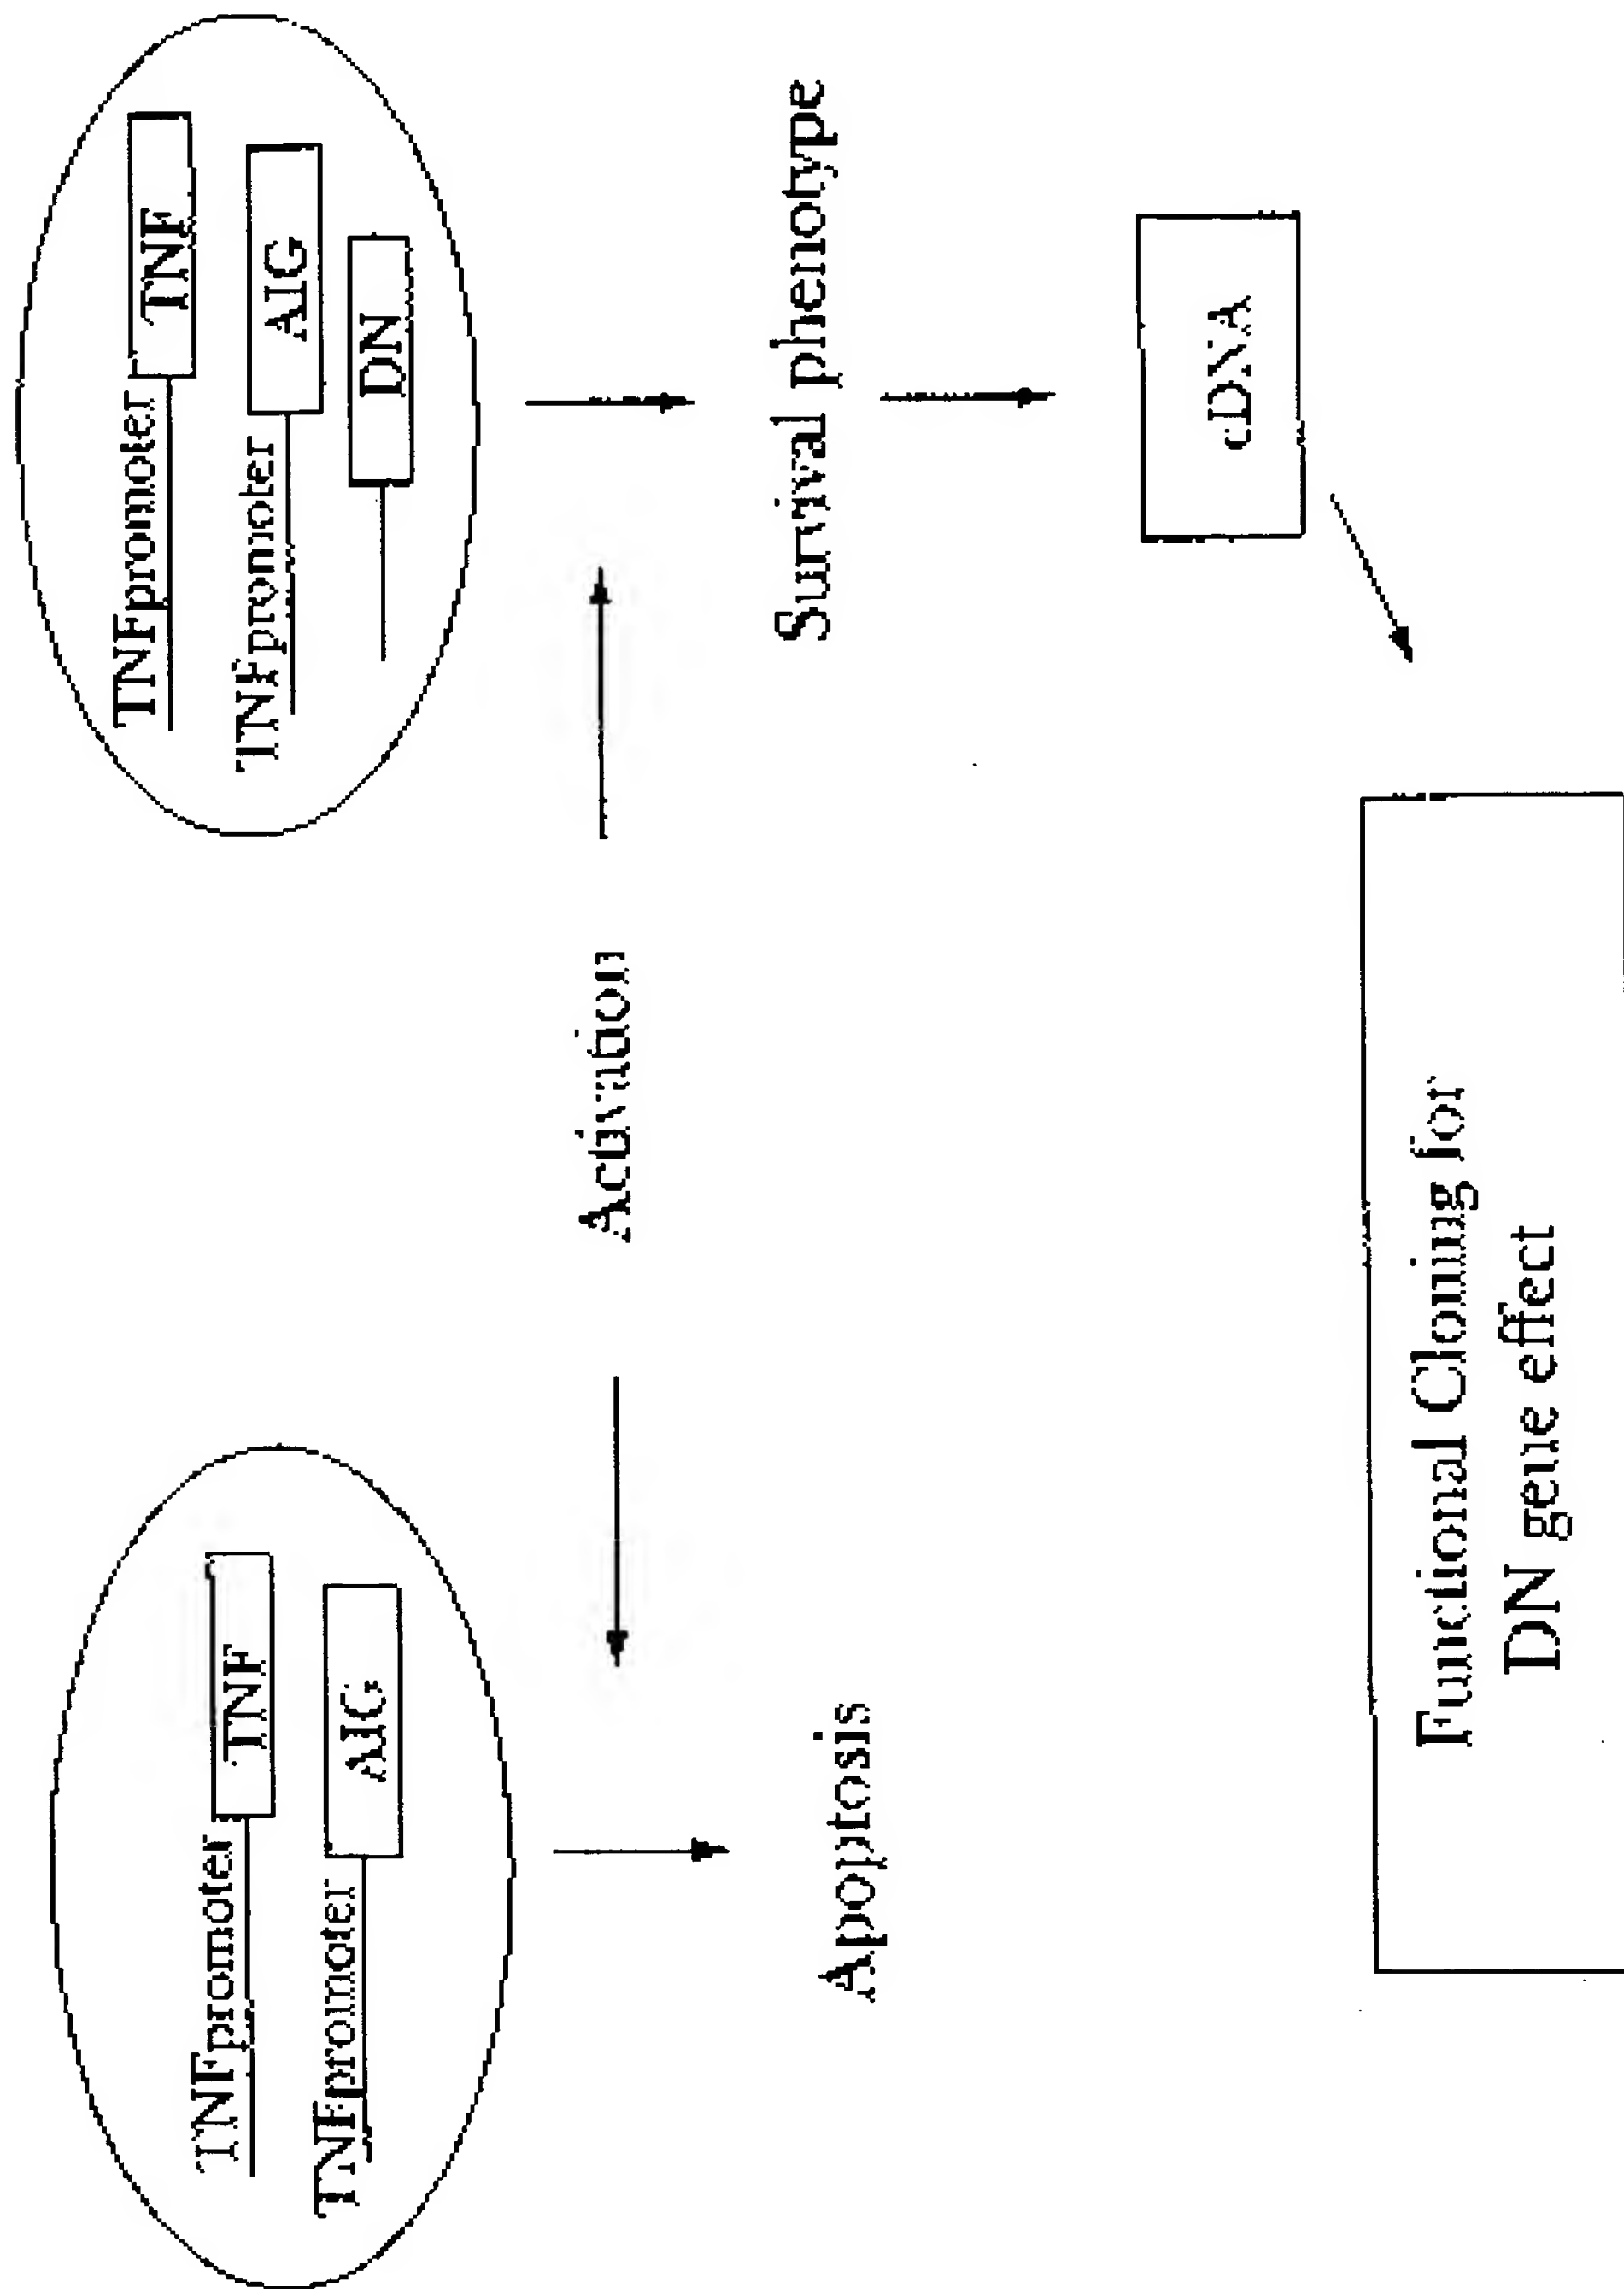 TNFpromoter TNF
TNFpromoter AIG
TNFpromoter TNF
TNFpromoter AIG
DN
Activation
Apoptosis
Survival phenotype
cDNA
Functional Cloning for
DN gene effect